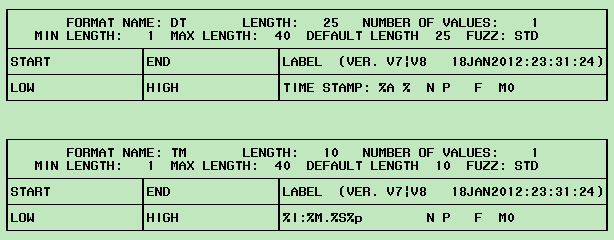 FORMAT NAME: DT LENGTH: 25 NUMBER OF VALUES: 1
MIN LENGTH: 1 MAX LENGTH: 40 DEFAULT LENGTH 25 FUZZ: STD
START END LABEL (VER. V7|V8 18JAN2012:23:31:24)
LOW HIGH TIME STAMP: %A % N P F M0
FORMAT NAME: TM LENGTH: 10 NUMBER OF VALUES: 1
MIN LENGTH: 1 MAX LENGTH: 40 DEFAULT LENGTH 10 FUZZ: STD
START END LABEL (VER. V7|V8 18JAN2012:23:31:24)
LOW HIGH %I:%M.%S%p N P F M0